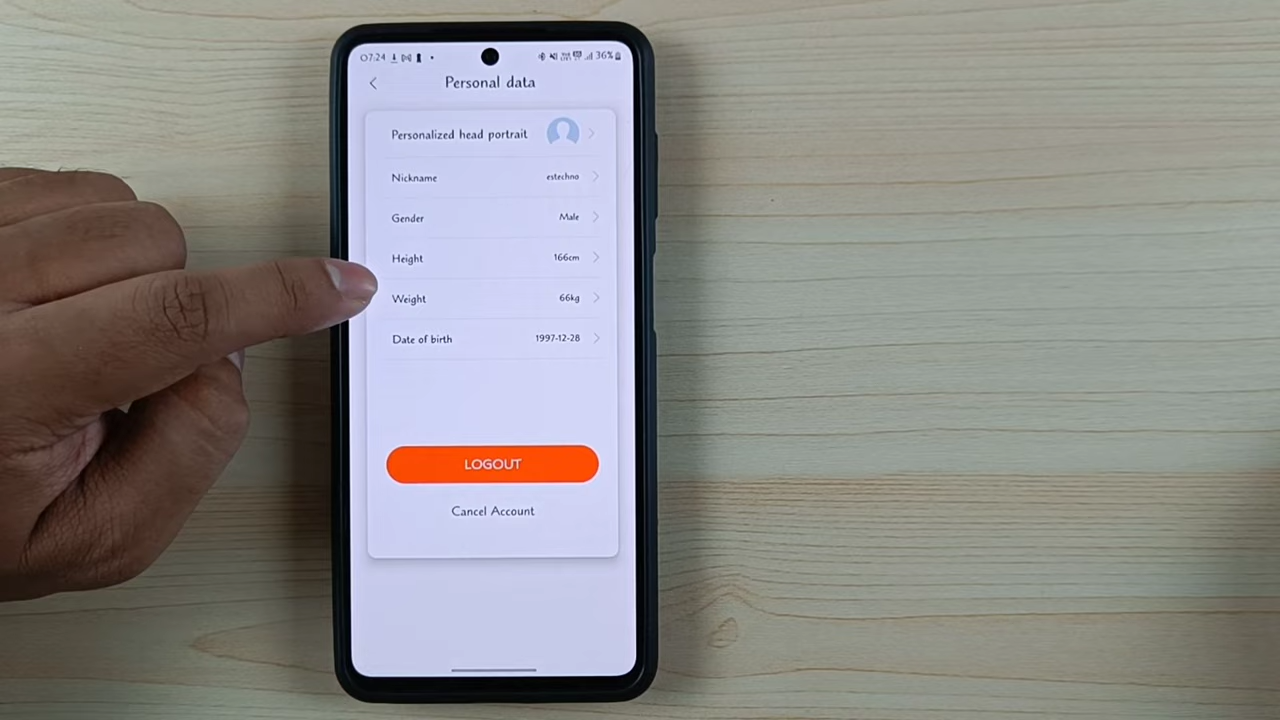 07:24 36%
Personal data
Personalized head portrait
Nickname estechno
Gender Male
Height 166cm
Weight 66kg
Date of birth 1997-12-28
LOGOUT
Cancel Account